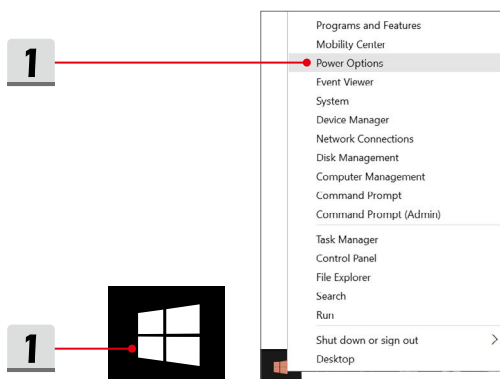 1
Programs and Features
Mobility Center
Power Options
Event Viewer
System
Device Manager
Network Connections
Disk Management
Computer Management
Command Prompt
Command Prompt (Admin)
Task Manager
Control Panel
File Explorer
Search
Run
Shut down or sign out
Desktop
1